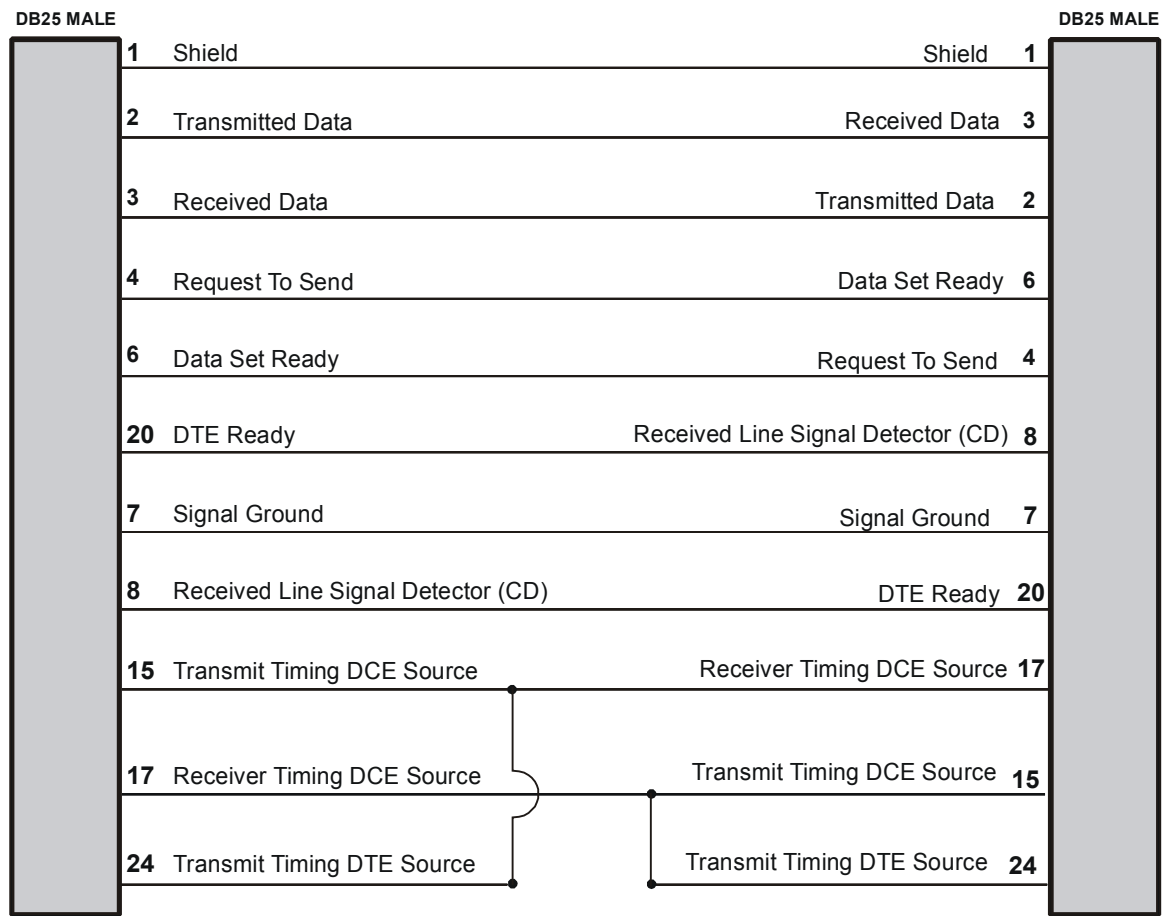 DB25 MALE DB25 MALE
1 Shield Shield 1
2 Transmitted Data Received Data 3
3 Received Data Transmitted Data 2
4 Request To Send Data Set Ready 6
6 Data Set Ready Request To Send 4
20 DTE Ready Received Line Signal Detector (CD) 8
7 Signal Ground Signal Ground 7
8 Received Line Signal Detector (CD) DTE Ready 20
15 Transmit Timing DCE Source Receiver Timing DCE Source 17
17 Receiver Timing DCE Source Transmit Timing DCE Source 15
24 Transmit Timing DTE Source Transmit Timing DTE Source 24